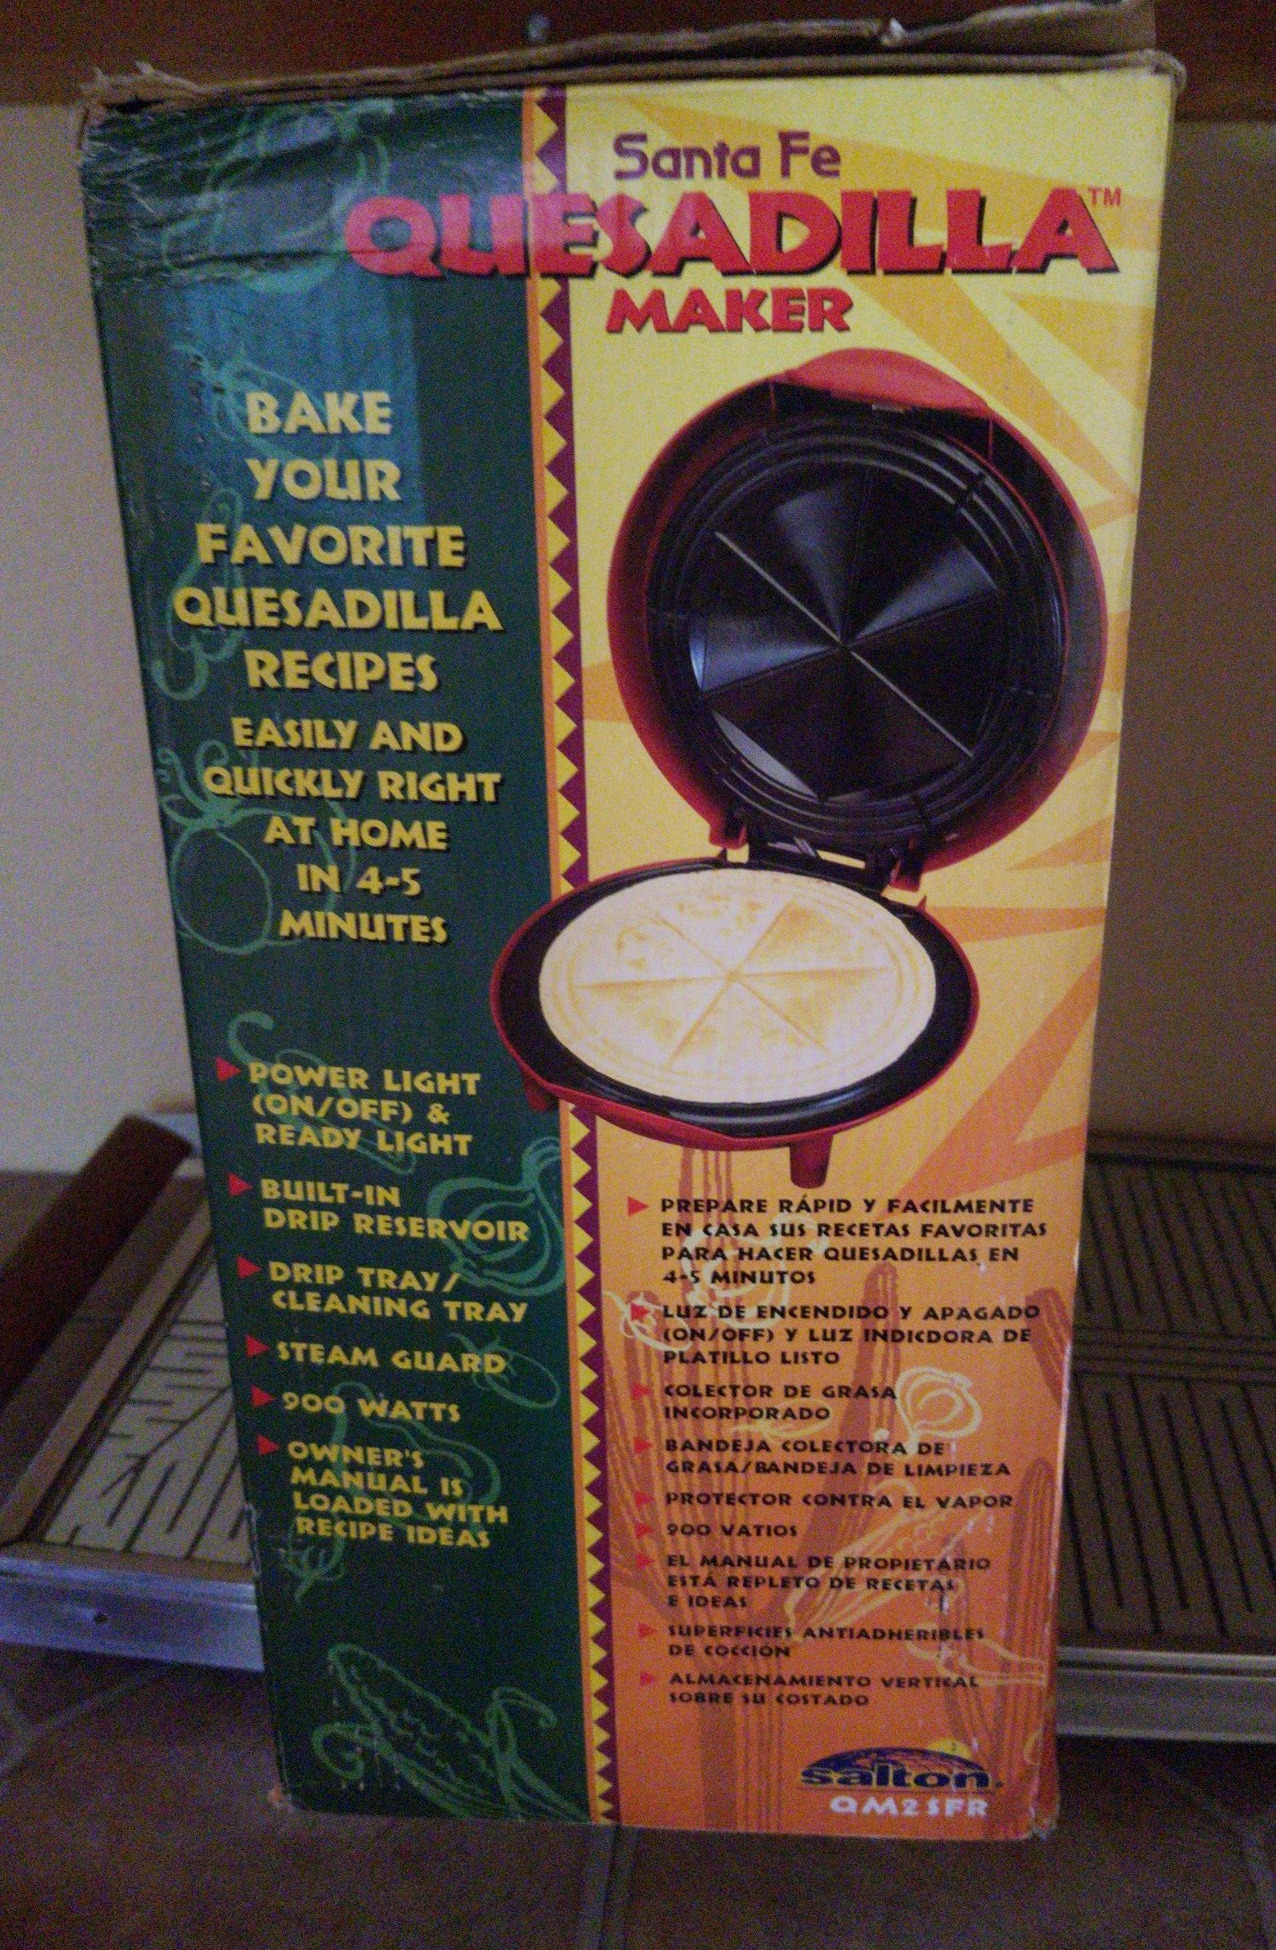 Santa Fe
QUESADILLA™
MAKER
BAKE
YOUR
FAVORITE
QUESADILLA
RECIPES
EASILY AND
QUICKLY RIGHT
AT HOME
IN 4-5
MINUTES
POWER LIGHT
(ON/OFF) &
READY LIGHT
BUILT-IN
DRIP RESERVOIR
DRIP TRAY/
CLEANING TRAY
STEAM GUARD
900 WATTS
OWNER'S
MANUAL IS
LOADED WITH
RECIPE IDEAS
PREPARE RÁPID Y FACILMENTE
EN CASA SUS RECETAS FAVORITAS
PARA HACER QUESADILLAS EN
4-5 MINUTOS
LUZ DE ENCENDIDO Y APAGADO
(ON/OFF) Y LUZ INDICDORA DE
PLATILLO LISTO
COLECTOR DE GRASA
INCORPORADO
BANDEJA COLECTORA DE
GRASA/BANDEJA DE LIMPIEZA
PROTECTOR CONTRA EL VAPOR
900 VATIOS
EL MANUAL DE PROPIETARIO
ESTÁ REPLETO DE RECETAS
E IDEAS
SUPERFICIES ANTIADHERIBLES
DE COCCIÓN
ALMACENAMIENTO VERTICAL
SOBRE SU COSTADO
salton
QM2SFR